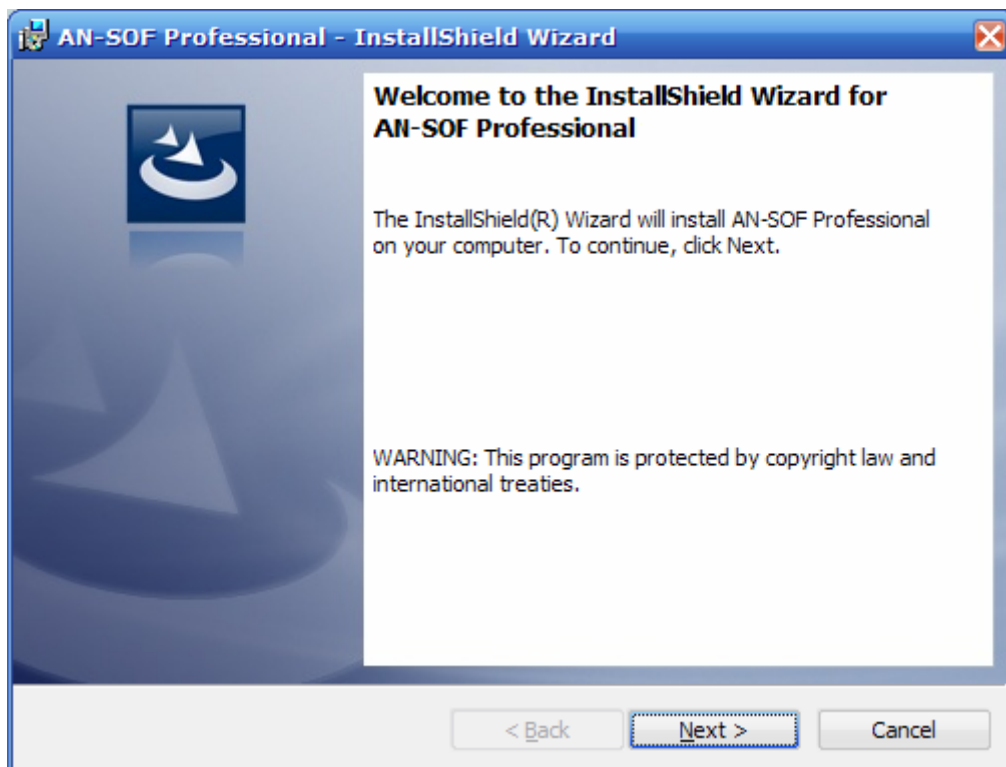 AN-SOF Professional - InstallShield Wizard
Welcome to the InstallShield Wizard for
AN-SOF Professional
The InstallShield(R) Wizard will install AN-SOF Professional
on your computer. To continue, click Next.
WARNING: This program is protected by copyright law and
international treaties.
< Back
Next >
Cancel